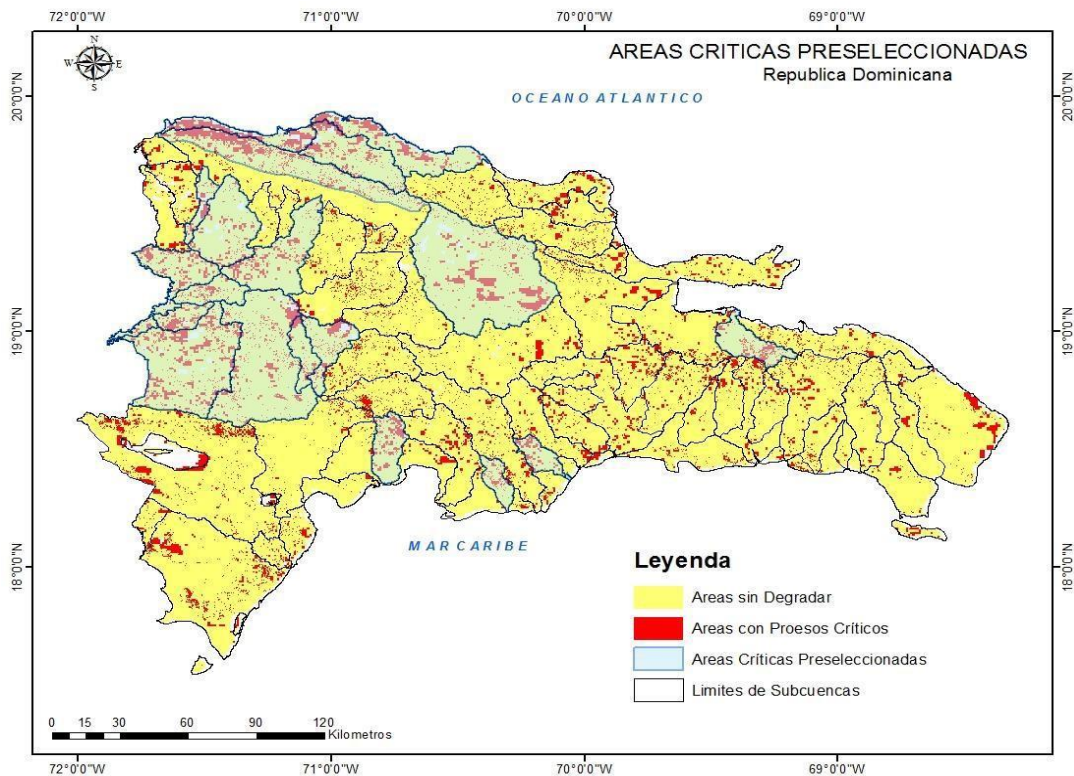 72°0'0"W 71°0'0"W 70°0'0"W 69°0'0"W
N
W E
S
AREAS CRITICAS PRESELECCIONADAS
Republica Dominicana
20°0'0"N 20°0'0"N
OCEANO ATLANTICO
19°0'0"N 19°0'0"N
MAR CARIBE
18°0'0"N 18°0'0"N
Leyenda
Areas sin Degradar
Areas con Proesos Críticos
Areas Críticas Preseleccionadas
Limites de Subcuencas
0 15 30 60 90 120
Kilometros
72°0'0"W 71°0'0"W 70°0'0"W 69°0'0"W